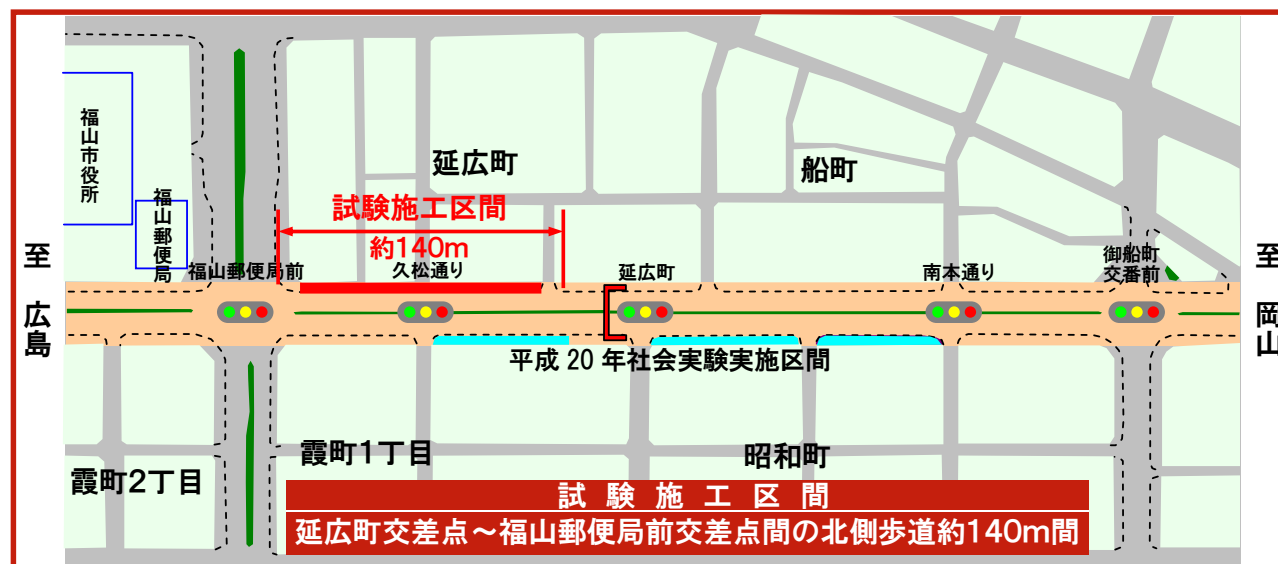 福山市役所
福山郵便局
延広町
船町
試験施工区間
約140m
至 広島
至 岡山
福山郵便局前
久松通り
延広町
南本通り
御船町
交番前
平成20年社会実験実施区間
霞町1丁目
霞町2丁目
昭和町
試験施工区間
延広町交差点～福山郵便局前交差点間の北側歩道約140m間